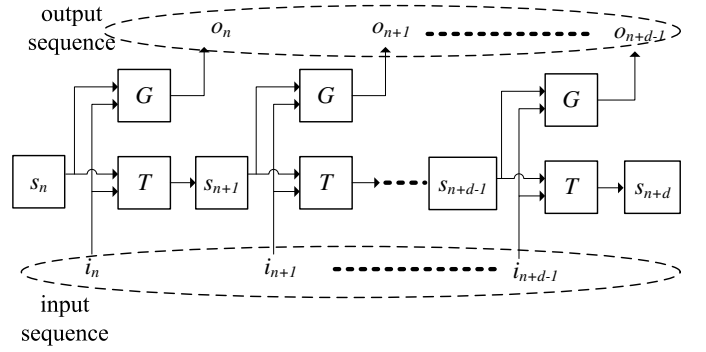 output
sequence
o_n
o_{n+1}
o_{n+d-1}
G
G
G
s_n
T
s_{n+1}
T
s_{n+d-1}
T
s_{n+d}
i_n
i_{n+1}
i_{n+d-1}
input
sequence